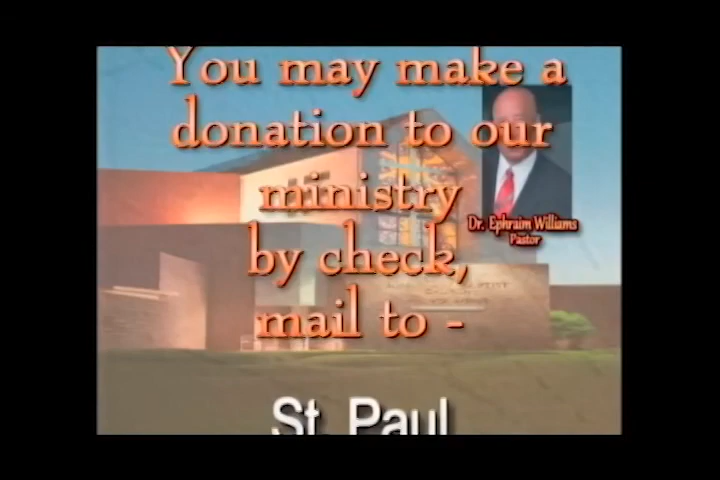 You may make a
donation to our
ministry
by check,
mail to -
Dr. Ephraim Williams
Pastor
St. Paul